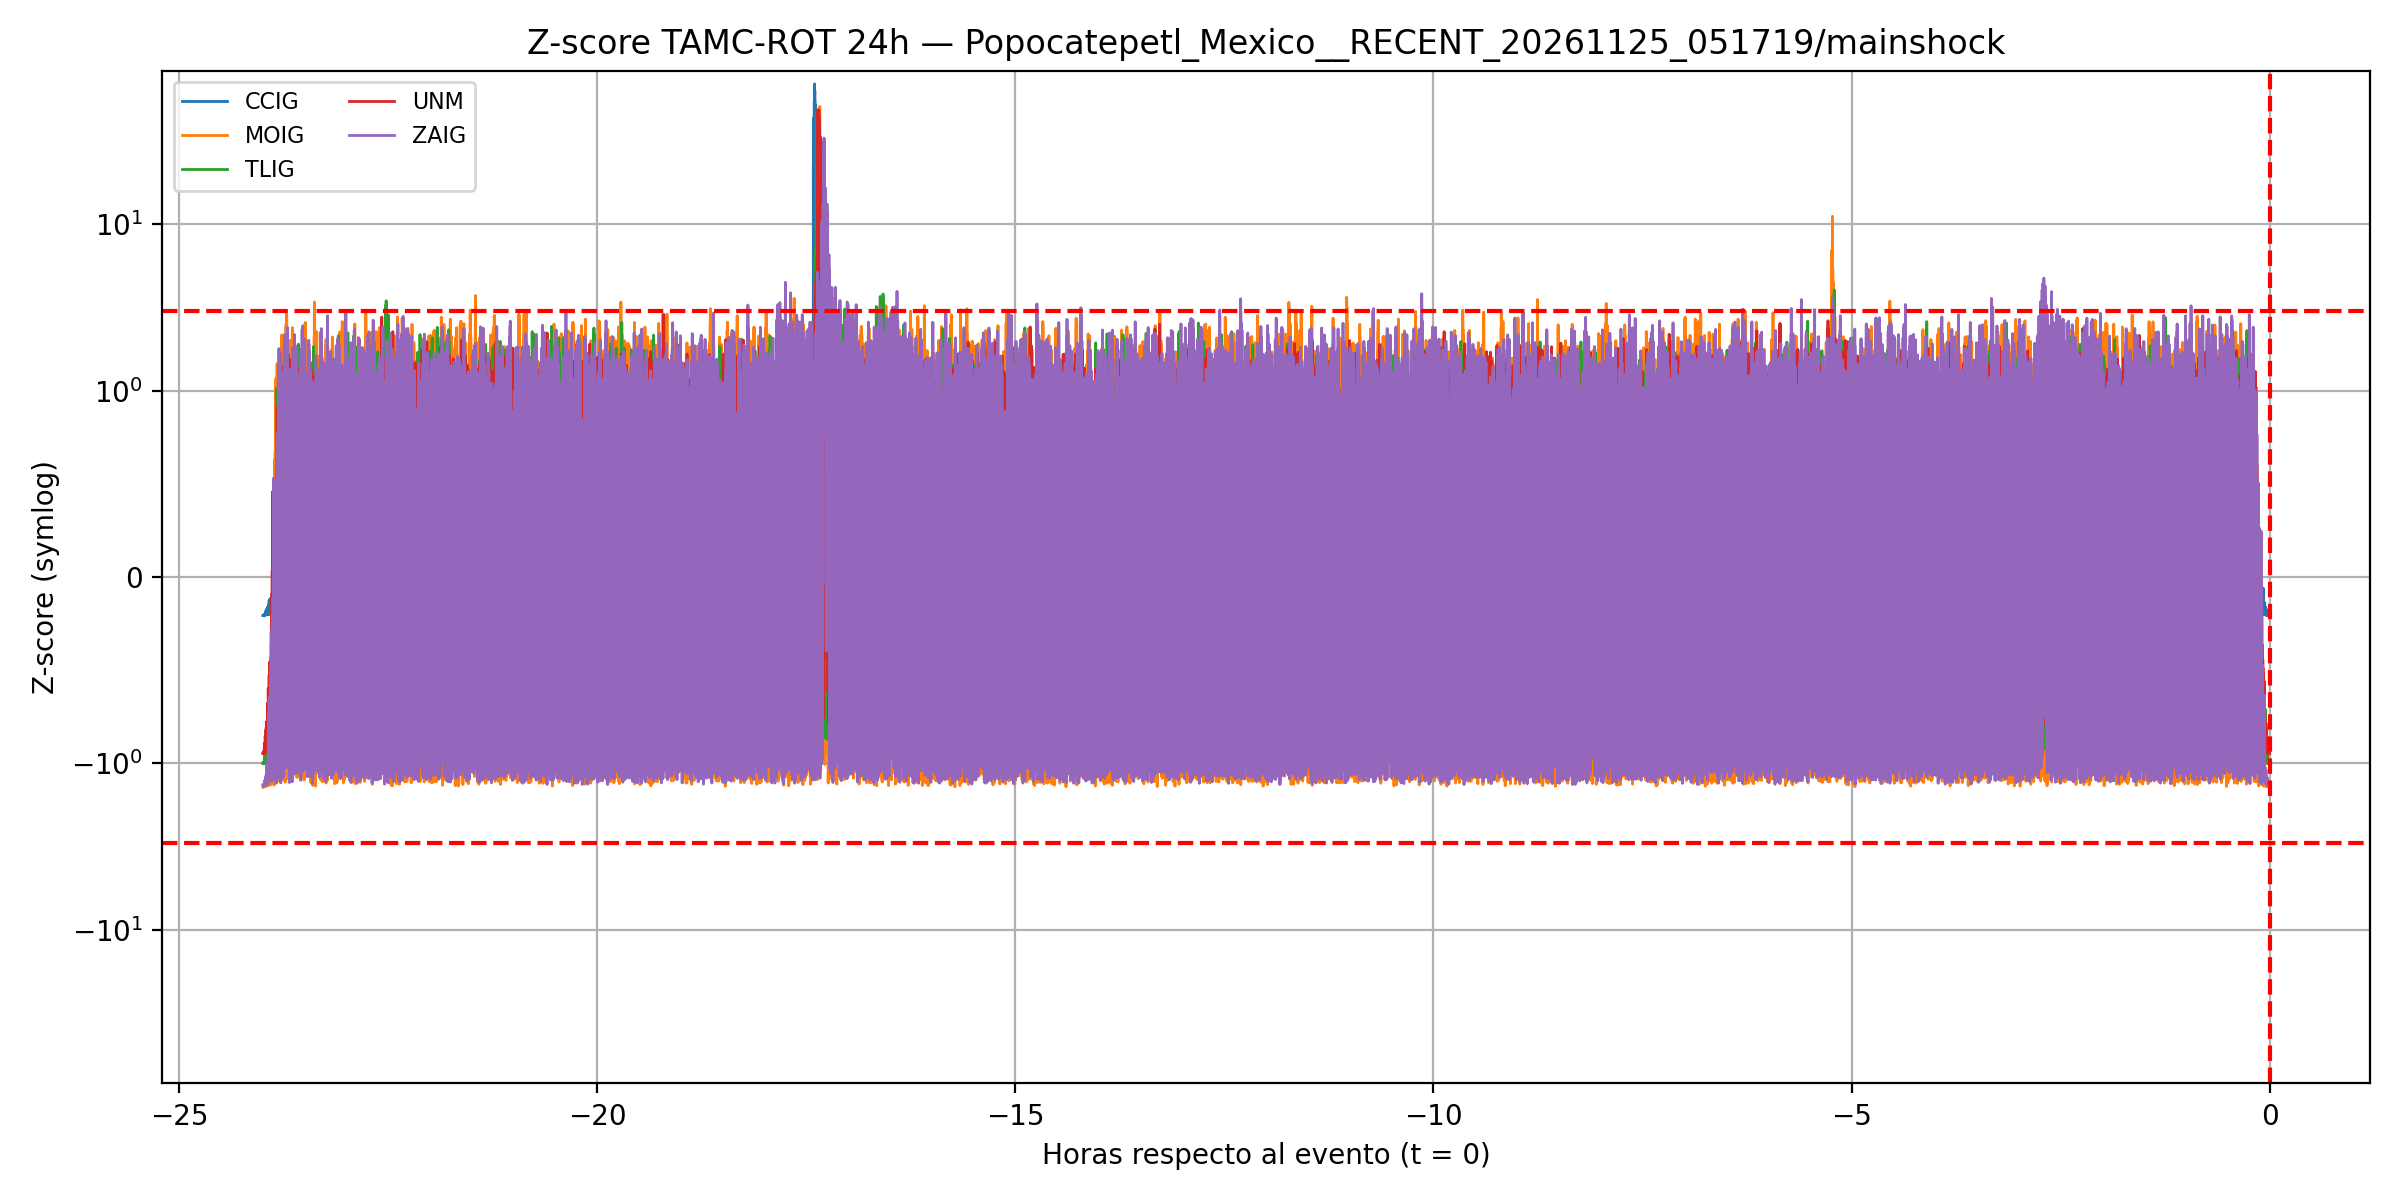 Z-score TAMC-ROT 24h — Popocatepetl_Mexico__RECENT_20261125_051719/mainshock
CCIG
MOIG
TLIG
UNM
ZAIG
10¹
10⁰
0
−10⁰
−10¹
Z-score (symlog)
−25
−20
−15
−10
−5
0
Horas respecto al evento (t = 0)